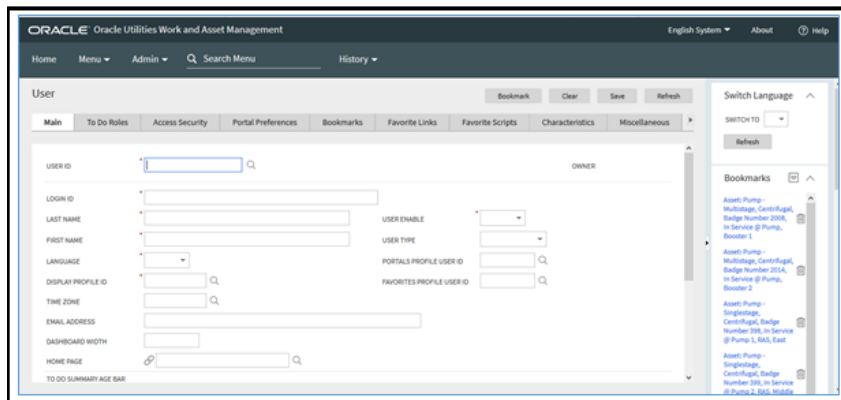 ORACLE Oracle Utilities Work and Asset Management
English System About Help
Home Menu Admin Search Menu History
User
Bookmark Clear Save Refresh
Main To Do Roles Access Security Portal Preferences Bookmarks Favorite Links Favorite Scripts Characteristics Miscellaneous
USER ID * OWNER
LOGIN ID *
LAST NAME * USER ENABLE *
FIRST NAME * USER TYPE
LANGUAGE * PORTALS PROFILE USER ID
DISPLAY PROFILE ID * FAVORITES PROFILE USER ID
TIME ZONE
EMAIL ADDRESS
DASHBOARD WIDTH
HOME PAGE
TO DO SUMMARY AGE BAR
Switch Language
SWITCH TO
Refresh
Bookmarks
Asset: Pump -
Multistage, Centrifugal,
Badge Number 2008,
In Service @ Pump,
Booster 1
Asset: Pump -
Multistage, Centrifugal,
Badge Number 2014,
In Service @ Pump,
Booster 2
Asset: Pump -
Singlestage,
Centrifugal, Badge
Number 398, In Service
@ Pump 1, RAS, East
Asset: Pump -
Singlestage,
Centrifugal, Badge
Number 399, In Service
@ Pump 2, RAS, Middle